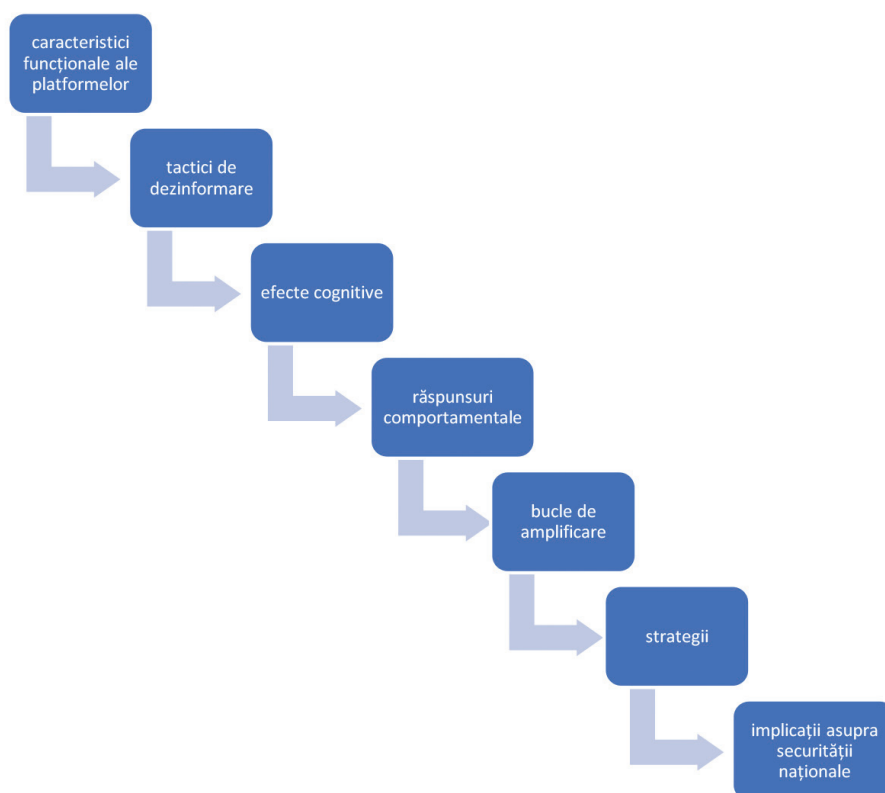 caracteristici
funcționale ale
platformelor
tactici de
dezinformare
efecte cognitive
răspunsuri
comportamentale
bucle de
amplificare
strategii
implicații asupra
securității
naționale